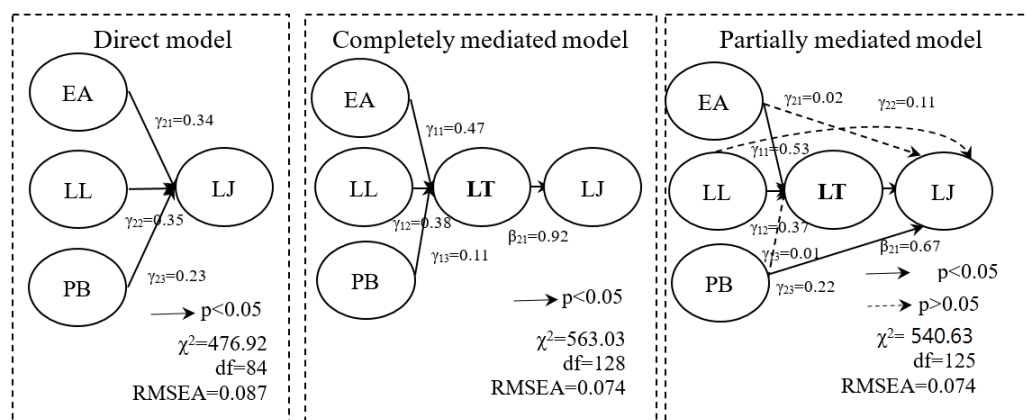 Direct model
EA
γ21=0.34
LL
LJ
γ22=0.35
PB
γ23=0.23
p<0.05
χ²=476.92
df=84
RMSEA=0.087
Completely mediated model
EA
γ11=0.47
LL
LT
LJ
γ12=0.38
β21=0.92
γ13=0.11
PB
p<0.05
χ²=563.03
df=128
RMSEA=0.074
Partially mediated model
EA
γ21=0.02
γ22=0.11
γ11=0.53
LL
LT
LJ
γ12=0.37
β21=0.67
γ13=0.01
PB
γ23=0.22
p<0.05
p>0.05
χ²= 540.63
df=125
RMSEA=0.074